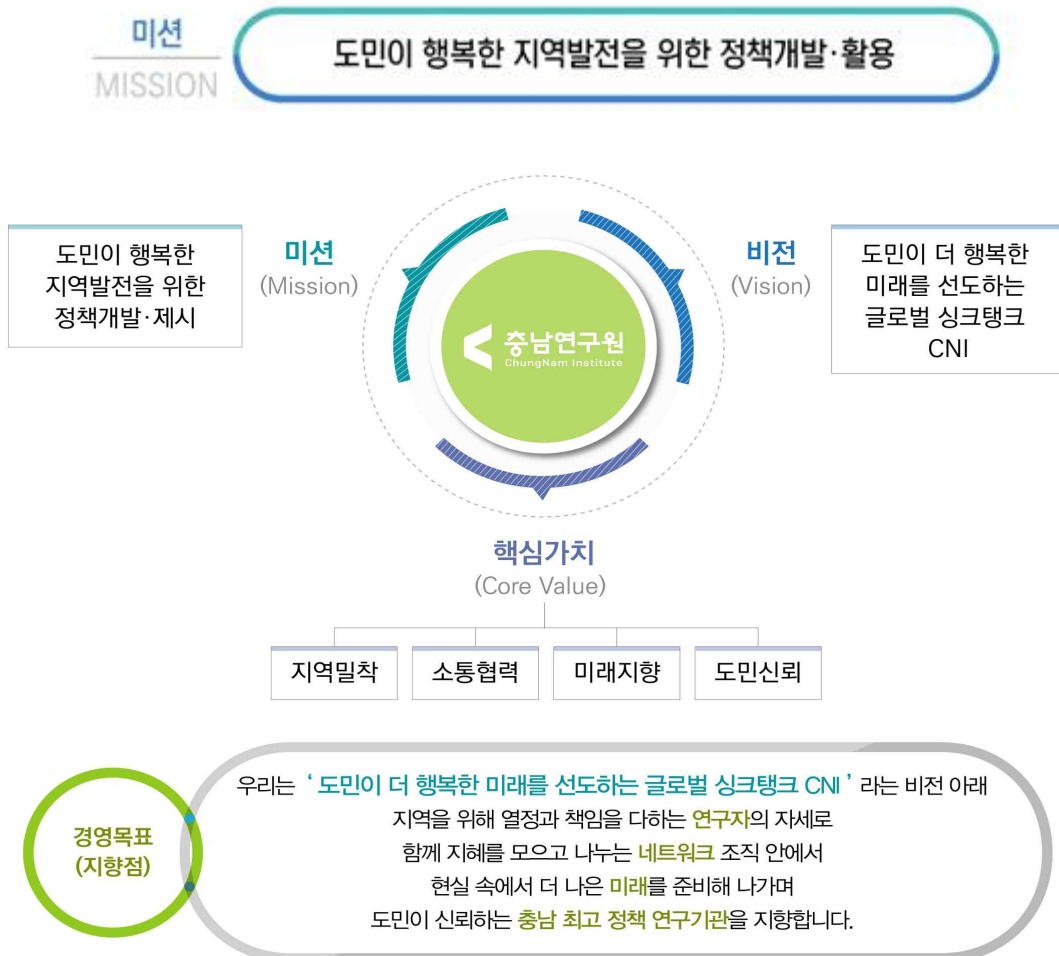 미션
MISSION
도민이 행복한 지역발전을 위한 정책개발·활용
도민이 행복한
지역발전을 위한
정책개발·제시
미션
(Mission)
충남연구원
ChungNam Institute
비전
(Vision)
도민이 더 행복한
미래를 선도하는
글로벌 싱크탱크
CNI
핵심가치
(Core Value)
지역밀착
소통협력
미래지향
도민신뢰
경영목표
(지향점)
우리는 ‘도민이 더 행복한 미래를 선도하는 글로벌 싱크탱크 CNI’ 라는 비전 아래
지역을 위해 열정과 책임을 다하는 연구자의 자세로
함께 지혜를 모으고 나누는 네트워크 조직 안에서
현실 속에서 더 나은 미래를 준비해 나가며
도민이 신뢰하는 충남 최고 정책 연구기관을 지향합니다.